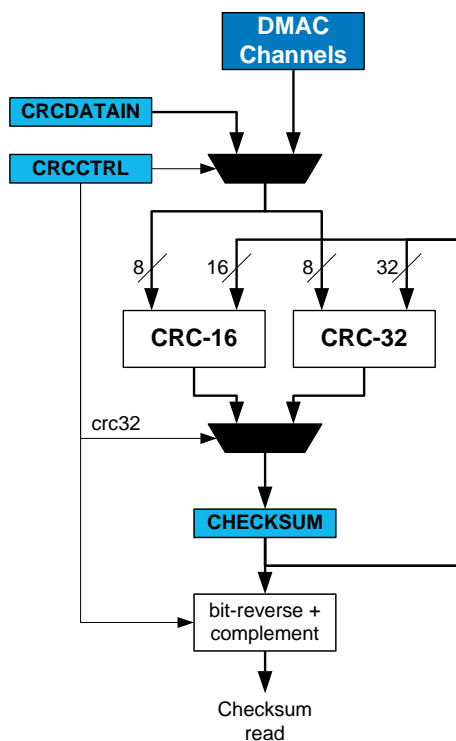 DMAC
Channels
CRCDATAIN
CRCCTRL
8 16 8 32
CRC-16 CRC-32
crc32
CHECKSUM
bit-reverse +
complement
Checksum
read